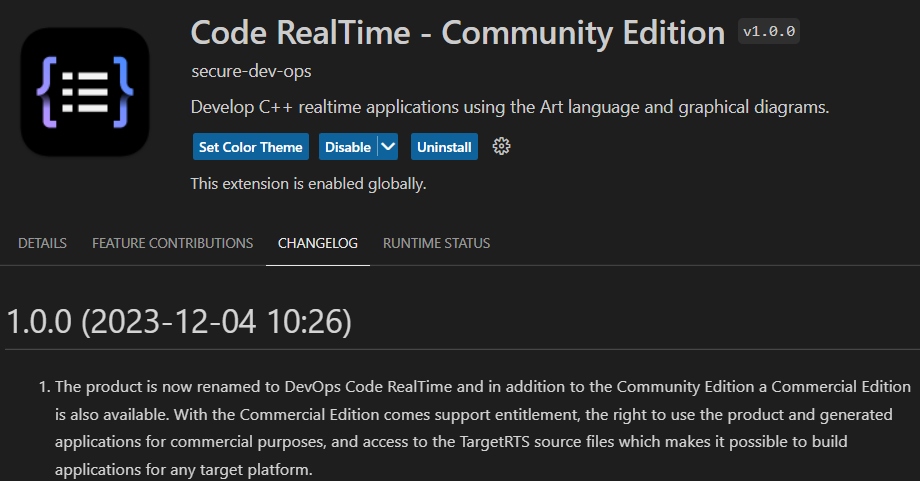 Code RealTime - Community Edition v1.0.0
secure-dev-ops
Develop C++ realtime applications using the Art language and graphical diagrams.
Set Color Theme Disable Uninstall
This extension is enabled globally.
DETAILS FEATURE CONTRIBUTIONS CHANGELOG RUNTIME STATUS
1.0.0 (2023-12-04 10:26)
1. The product is now renamed to DevOps Code RealTime and in addition to the Community Edition a Commercial Edition
is also available. With the Commercial Edition comes support entitlement, the right to use the product and generated
applications for commercial purposes, and access to the TargetRTS source files which makes it possible to build
applications for any target platform.